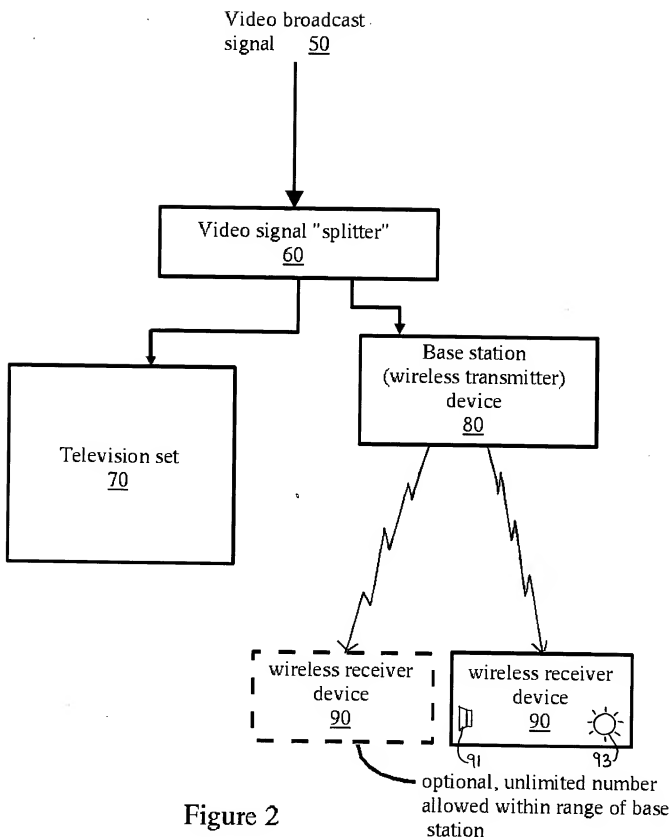 Video broadcast
signal 50
Video signal "splitter"
60
Base station
(wireless transmitter)
device
80
Television set
70
wireless receiver
device
90
wireless receiver
device
90
91
93
optional, unlimited number
allowed within range of base
station
Figure 2